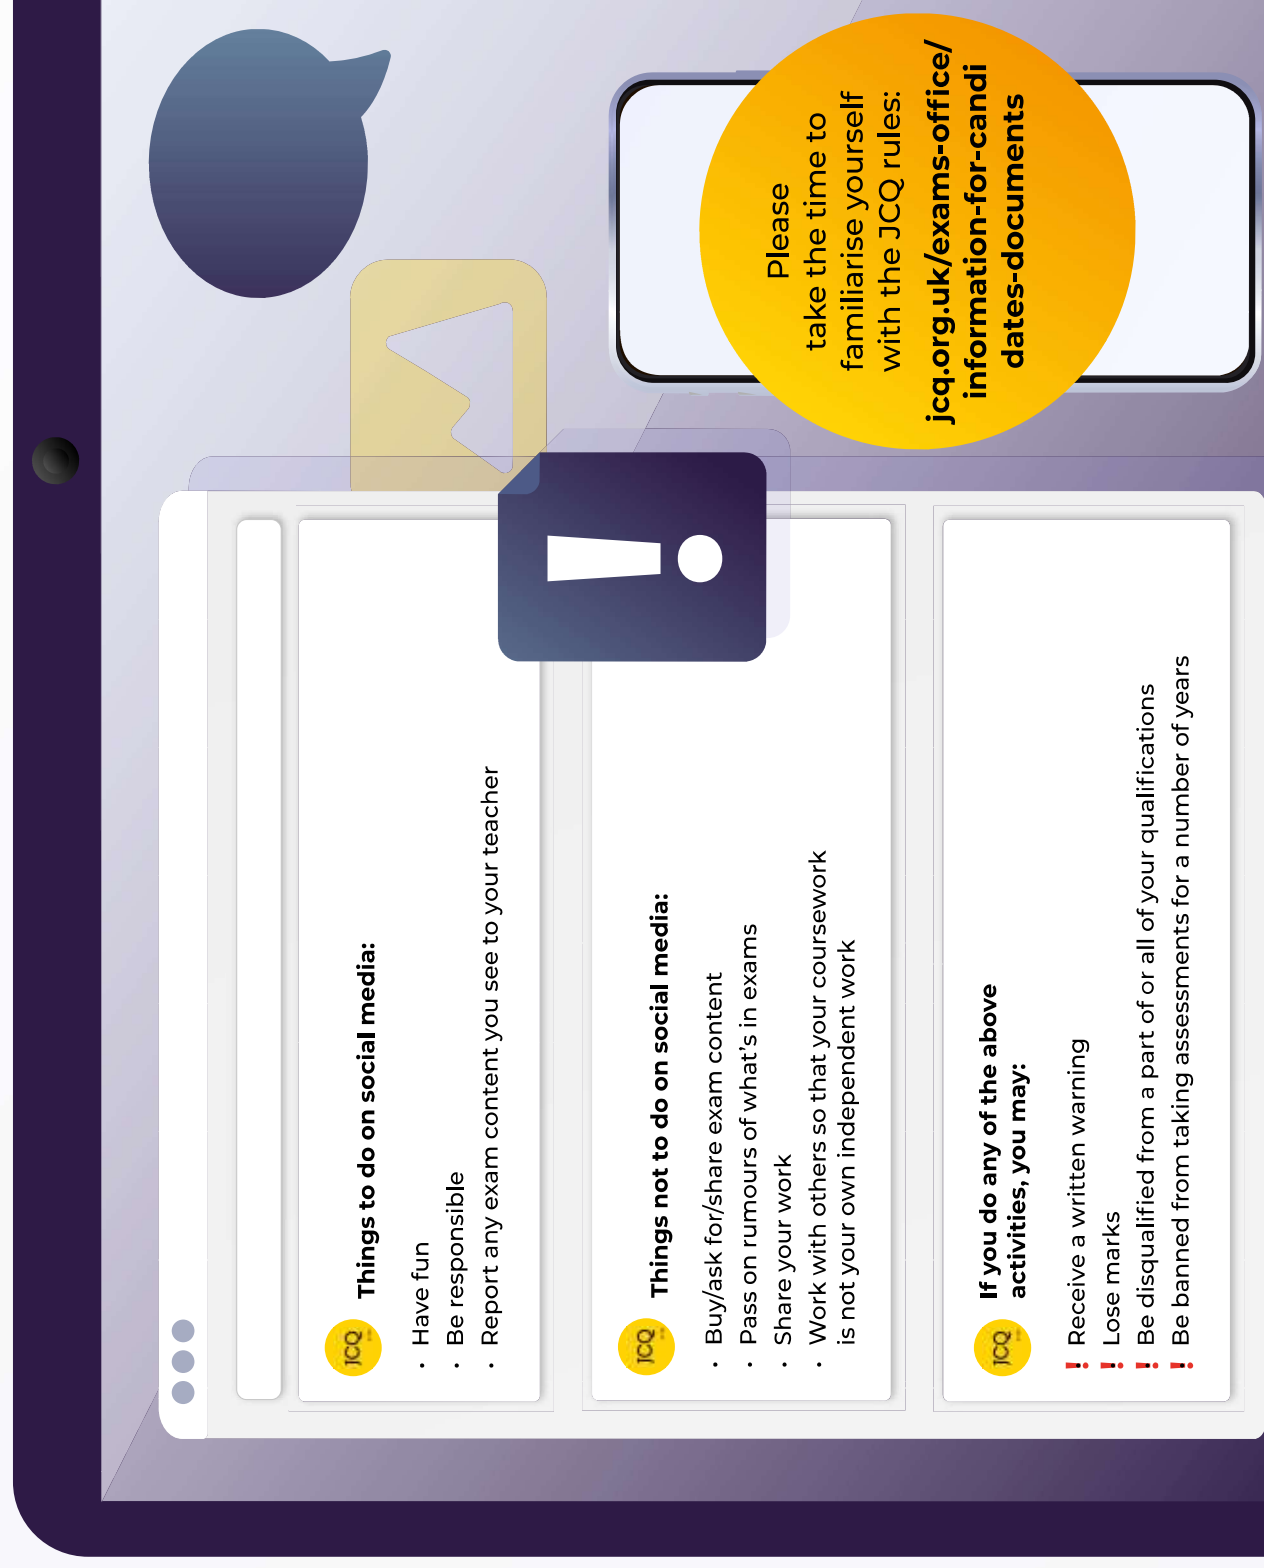 JCQ
Things to do on social media:
· Have fun
· Be responsible
· Report any exam content you see to your teacher
JCQ
Things not to do on social media:
· Buy/ask for/share exam content
· Pass on rumours of what's in exams
· Share your work
· Work with others so that your coursework
is not your own independent work
JCQ
If you do any of the above
activities, you may:
! Receive a written warning
! Lose marks
! Be disqualified from a part of or all of your qualifications
! Be banned from taking assessments for a number of years
!
Please
take the time to
familiarise yourself
with the JCQ rules:
jcq.org.uk/exams-office/
information-for-candi
dates-documents